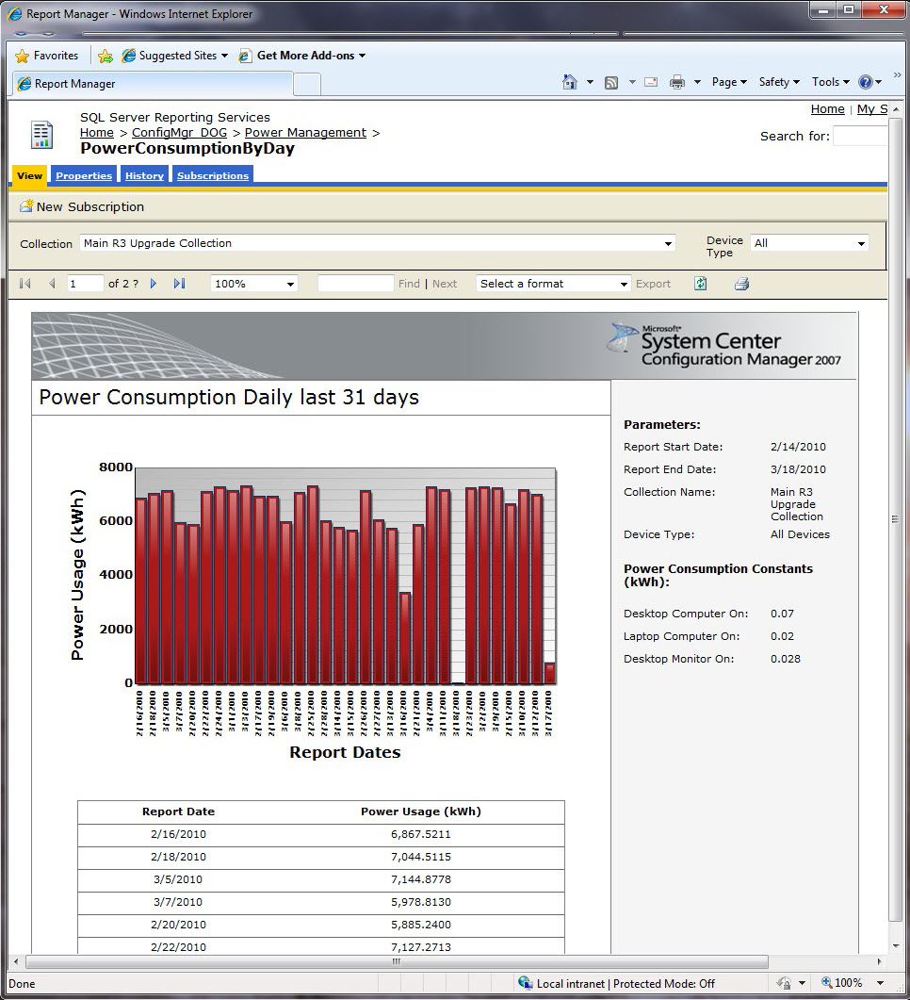 Report Manager - Windows Internet Explorer
Favorites Suggested Sites Get More Add-ons
Report Manager Page Safety Tools
SQL Server Reporting Services Home | My S
Home > ConfigMgr_DOG > Power Management >
PowerConsumptionByDay Search for:
View Properties History Subscriptions
New Subscription
Collection Main R3 Upgrade Collection Device Type All
1 of 2 ? 100% Find | Next Select a format Export
Microsoft®
System Center
Configuration Manager 2007
Power Consumption Daily last 31 days
Parameters:
Report Start Date: 2/14/2010
Report End Date: 3/18/2010
Collection Name: Main R3 Upgrade Collection
Device Type: All Devices
Power Consumption Constants (kWh):
Desktop Computer On: 0.07
Laptop Computer On: 0.02
Desktop Monitor On: 0.028
Power Usage (kWh)
8000
6000
4000
2000
0
2/16/2010 2/18/2010 3/5/2010 3/7/2010 2/20/2010 2/22/2010 2/24/2010 3/1/2010 3/3/2010 2/17/2010 2/19/2010 3/6/2010 3/8/2010 2/25/2010 2/28/2010 3/14/2010 3/15/2010 2/26/2010 2/27/2010 3/13/2010 3/16/2010 2/21/2010 3/4/2010 3/11/2010 3/18/2010 2/23/2010 3/2/2010 3/9/2010 2/15/2010 3/10/2010 3/12/2010 3/17/2010
Report Dates
Report Date Power Usage (kWh)
2/16/2010 6,867.5211
2/18/2010 7,044.5115
3/5/2010 7,144.8778
3/7/2010 5,978.8130
2/20/2010 5,885.2400
2/22/2010 7,127.2713
Done Local intranet | Protected Mode: Off 100%